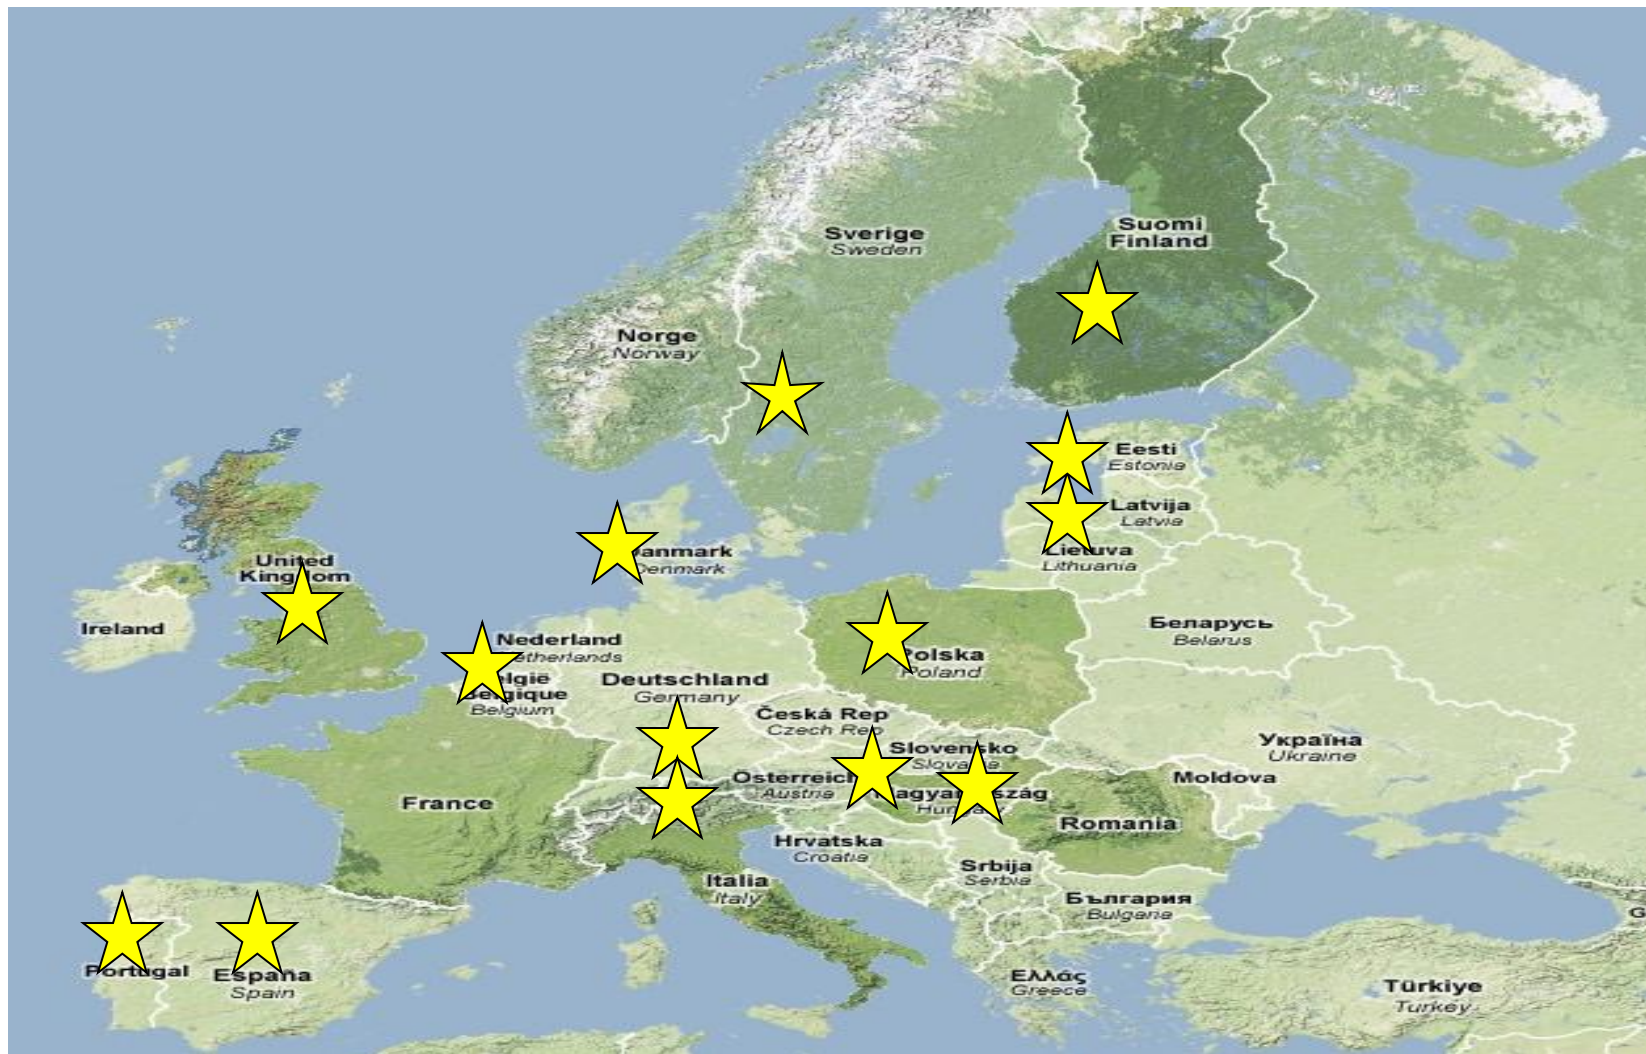 Suomi
Finland
Sverige
Sweden
Norge
Norway
Eesti
Estonia
Latvija
Latvia
Lietuva
Lithuania
Danmark
Denmark
United
Kingdom
Ireland
Беларусь
Belarus
Nederland
Netherlands
België
Belgique
Belgium
Deutschland
Germany
Polska
Poland
Česká Rep
Czech Rep
Slovensko
Slovakia
Україна
Ukraine
Österreich
Austria
Magyarország
Hungary
Moldova
France
Romania
Hrvatska
Croatia
Srbija
Serbia
Italia
Italy
България
Bulgaria
Portugal
España
Spain
Ελλάς
Greece
Türkiye
Turkey